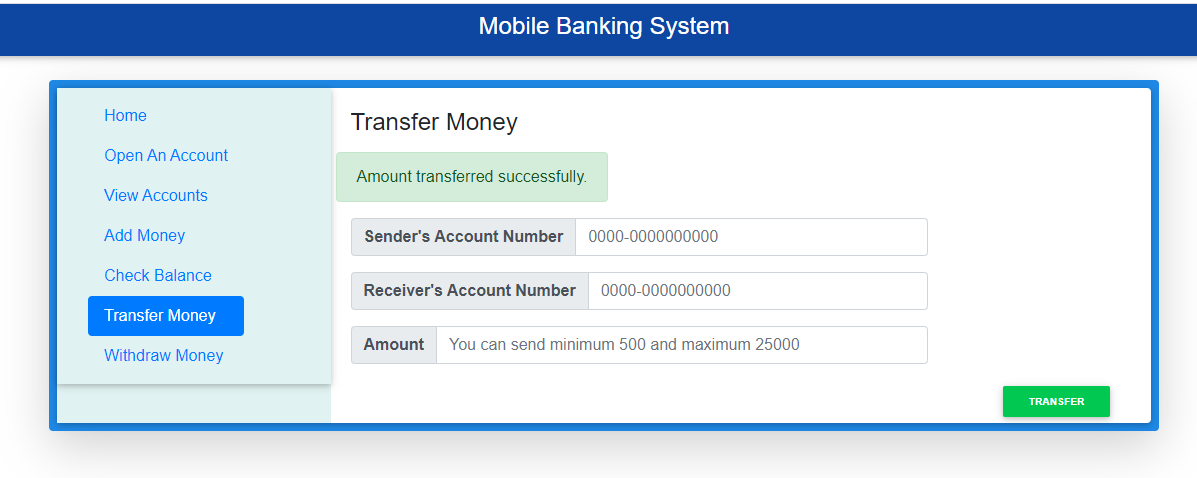 Mobile Banking System
Home
Open An Account
View Accounts
Add Money
Check Balance
Transfer Money
Withdraw Money
Transfer Money
Amount transferred successfully.
Sender's Account Number 0000-0000000000
Receiver's Account Number 0000-0000000000
Amount You can send minimum 500 and maximum 25000
TRANSFER